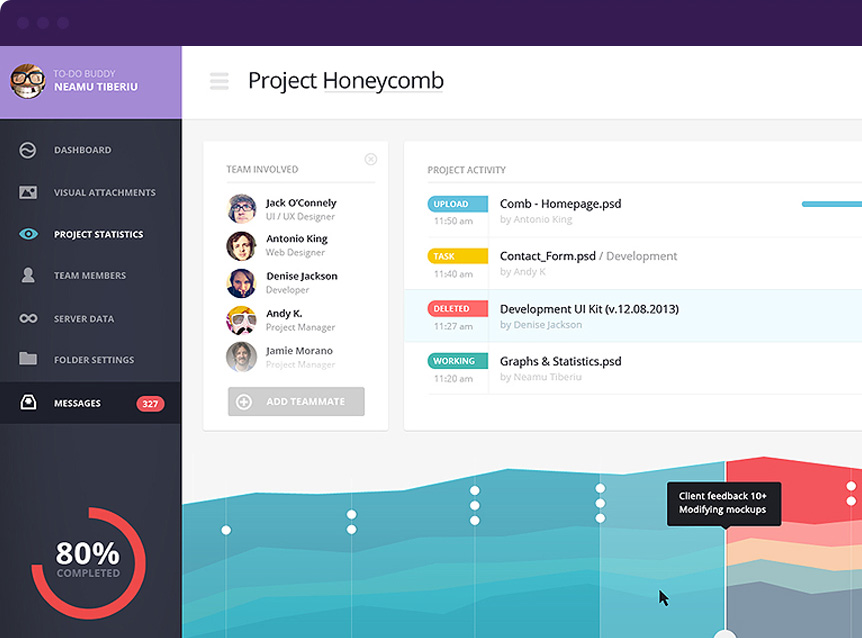 TO-DO BUDDY
NEAMU TIBERIU
Project Honeycomb
DASHBOARD
VISUAL ATTACHMENTS
PROJECT STATISTICS
TEAM MEMBERS
SERVER DATA
FOLDER SETTINGS
MESSAGES 327
80%
COMPLETED
TEAM INVOLVED
Jack O'Connely
UI / UX Designer
Antonio King
Web Designer
Denise Jackson
Developer
Andy K.
Project Manager
Jamie Morano
Project Manager
ADD TEAMMATE
PROJECT ACTIVITY
UPLOAD Comb - Homepage.psd
11:50 am by Antonio King
TASK Contact_Form.psd / Development
11:40 am by Andy K
DELETED Development UI Kit (v.12.08.2013)
11:27 am by Denise Jackson
WORKING Graphs & Statistics.psd
11:20 am by Neamu Tiberiu
Client feedback 10+
Modifying mockups